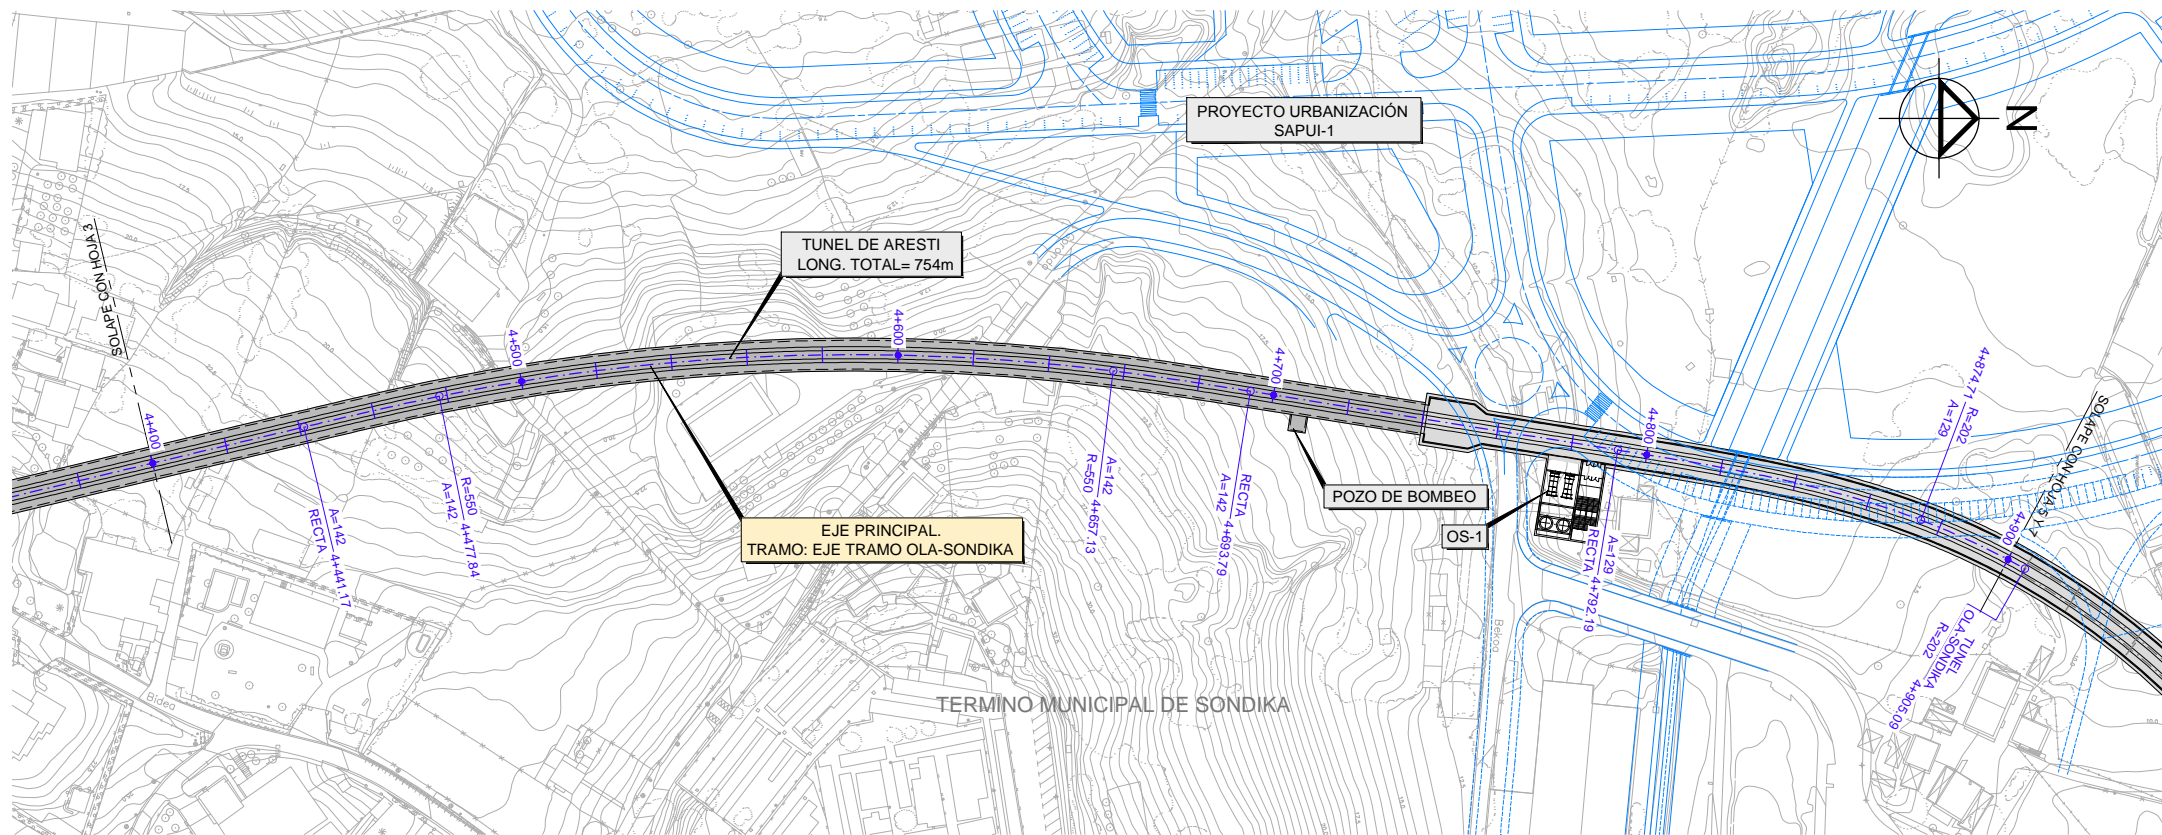 PROYECTO URBANIZACIÓN
SAPUI-1
N
TUNEL DE ARESTI
LONG. TOTAL= 754m
SOLAPE CON HOJA 3
4+400
4+500
4+600
4+700
4+800
4+900
A=142
RECTA 4+441.17
R=550 4+477.84
A=142
A=142
R=550 4+657.13
RECTA
A=142 4+693.79
A=129
RECTA 4+792.19
4+874.71 R=202
A=129
SOLAPE CON HOJA 5 Y 7
TUNEL
OLA-SONDIKA
R=202 4+905.09
EJE PRINCIPAL.
TRAMO: EJE TRAMO OLA-SONDIKA
POZO DE BOMBEO
OS-1
TERMINO MUNICIPAL DE SONDIKA
Bidea